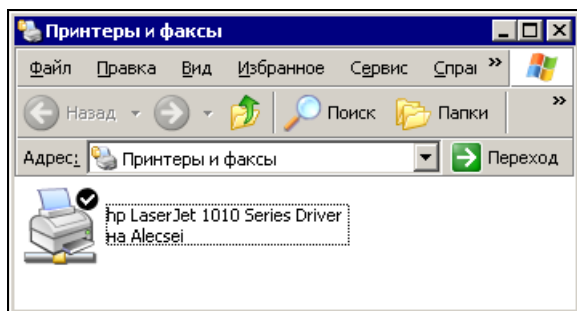 Принтеры и факсы
Файл Правка Вид Избранное Сервис Спраı »
Назад Поиск Папки »
Адрес: Принтеры и факсы Переход
hp LaserJet 1010 Series Driver
на Alecsei